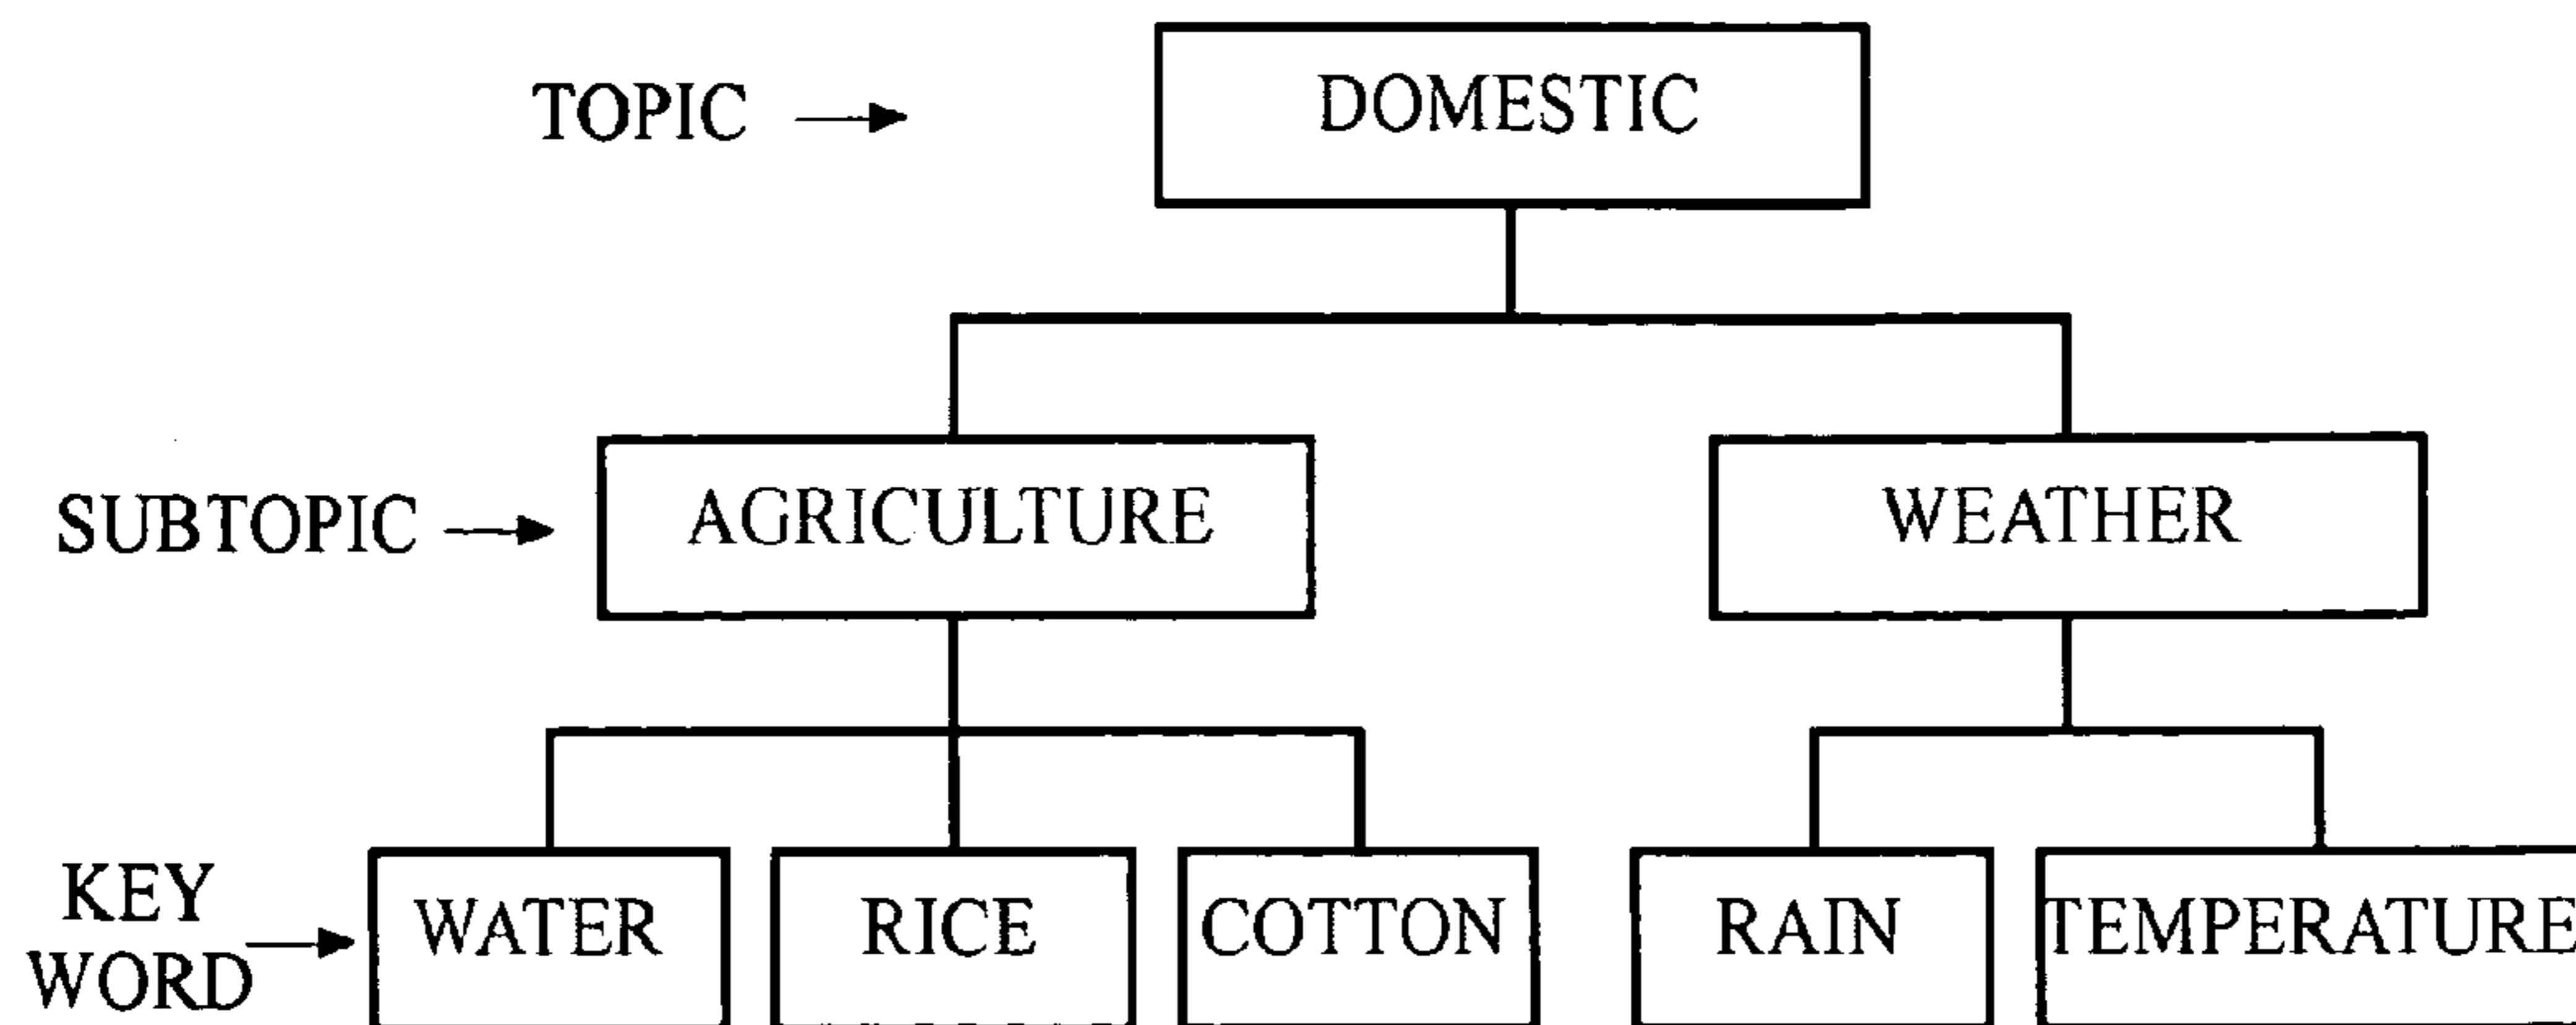 TOPIC
DOMESTIC
SUBTOPIC
AGRICULTURE
WEATHER
KEY
WORD
WATER
RICE
COTTON
RAIN
TEMPERATURE